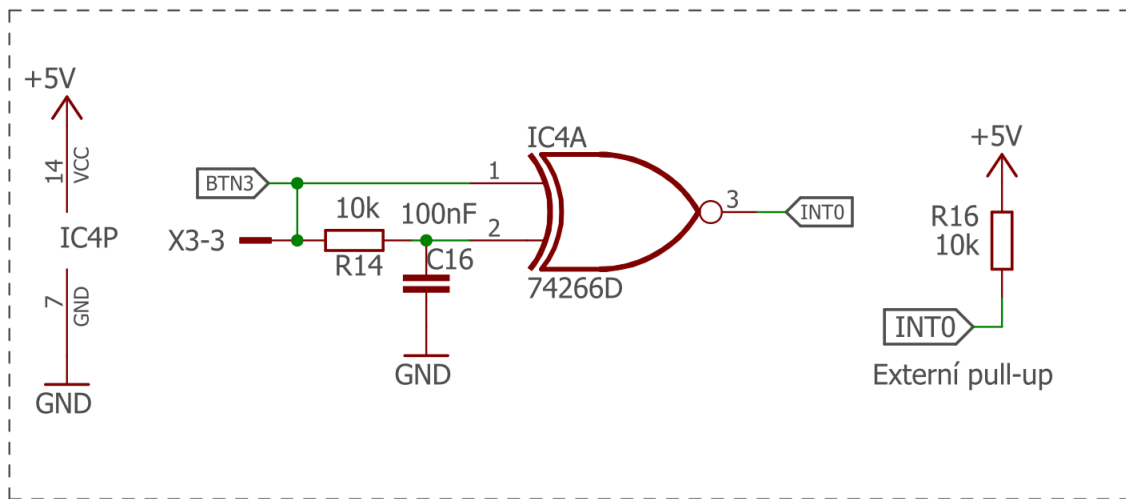 +5V
14
VCC
IC4P
7
GND
GND
BTN3
X3-3
10k
R14
100nF
C16
GND
IC4A
1
2
3
74266D
INT0
+5V
R16
10k
INT0
Externí pull-up